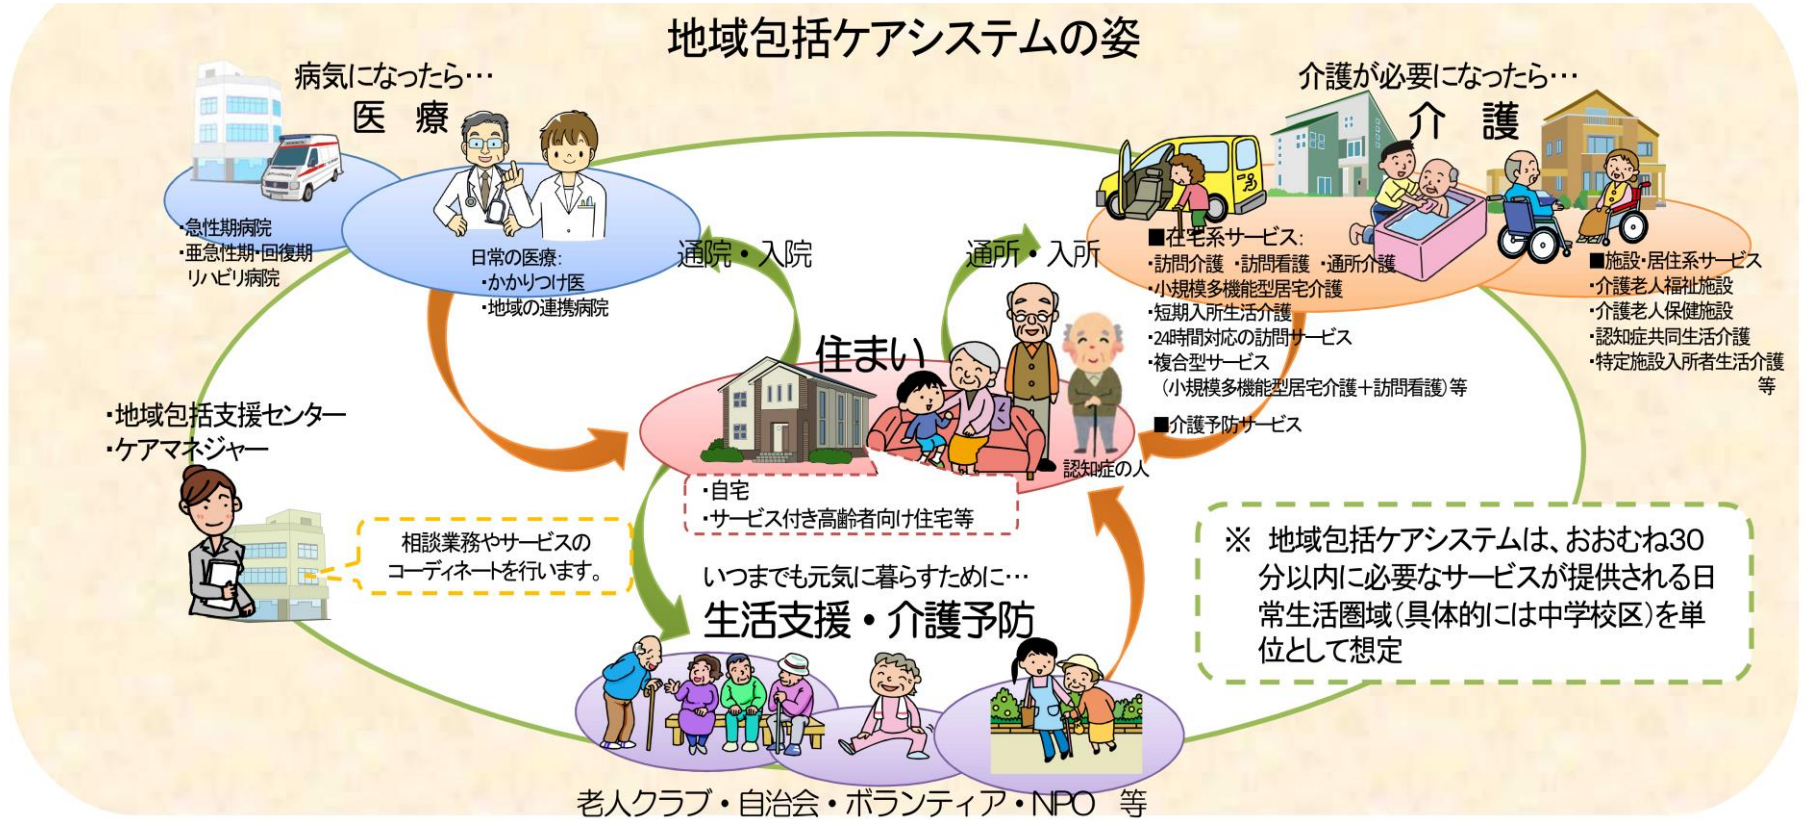 地域包括ケアシステムの姿
病気になったら…
医 療
・急性期病院
・亜急性期・回復期
リハビリ病院
日常の医療:
・かかりつけ医
・地域の連携病院
通院・入院
通所・入所
介護が必要になったら…
介 護
■在宅系サービス:
・訪問介護 ・訪問看護 ・通所介護
・小規模多機能型居宅介護
・短期入所生活介護
・24時間対応の訪問サービス
・複合型サービス
(小規模多機能型居宅介護+訪問看護)等
■介護予防サービス
■施設・居住系サービス
・介護老人福祉施設
・介護老人保健施設
・認知症共同生活介護
・特定施設入所者生活介護
等
住まい
認知症の人
・自宅
・サービス付き高齢者向け住宅等
・地域包括支援センター
・ケアマネジャー
相談業務やサービスの
コーディネートを行います。
いつまでも元気に暮らすために…
生活支援・介護予防
老人クラブ・自治会・ボランティア・NPO 等
※ 地域包括ケアシステムは、おおむね30
分以内に必要なサービスが提供される日
常生活圏域(具体的には中学校区)を単
位として想定